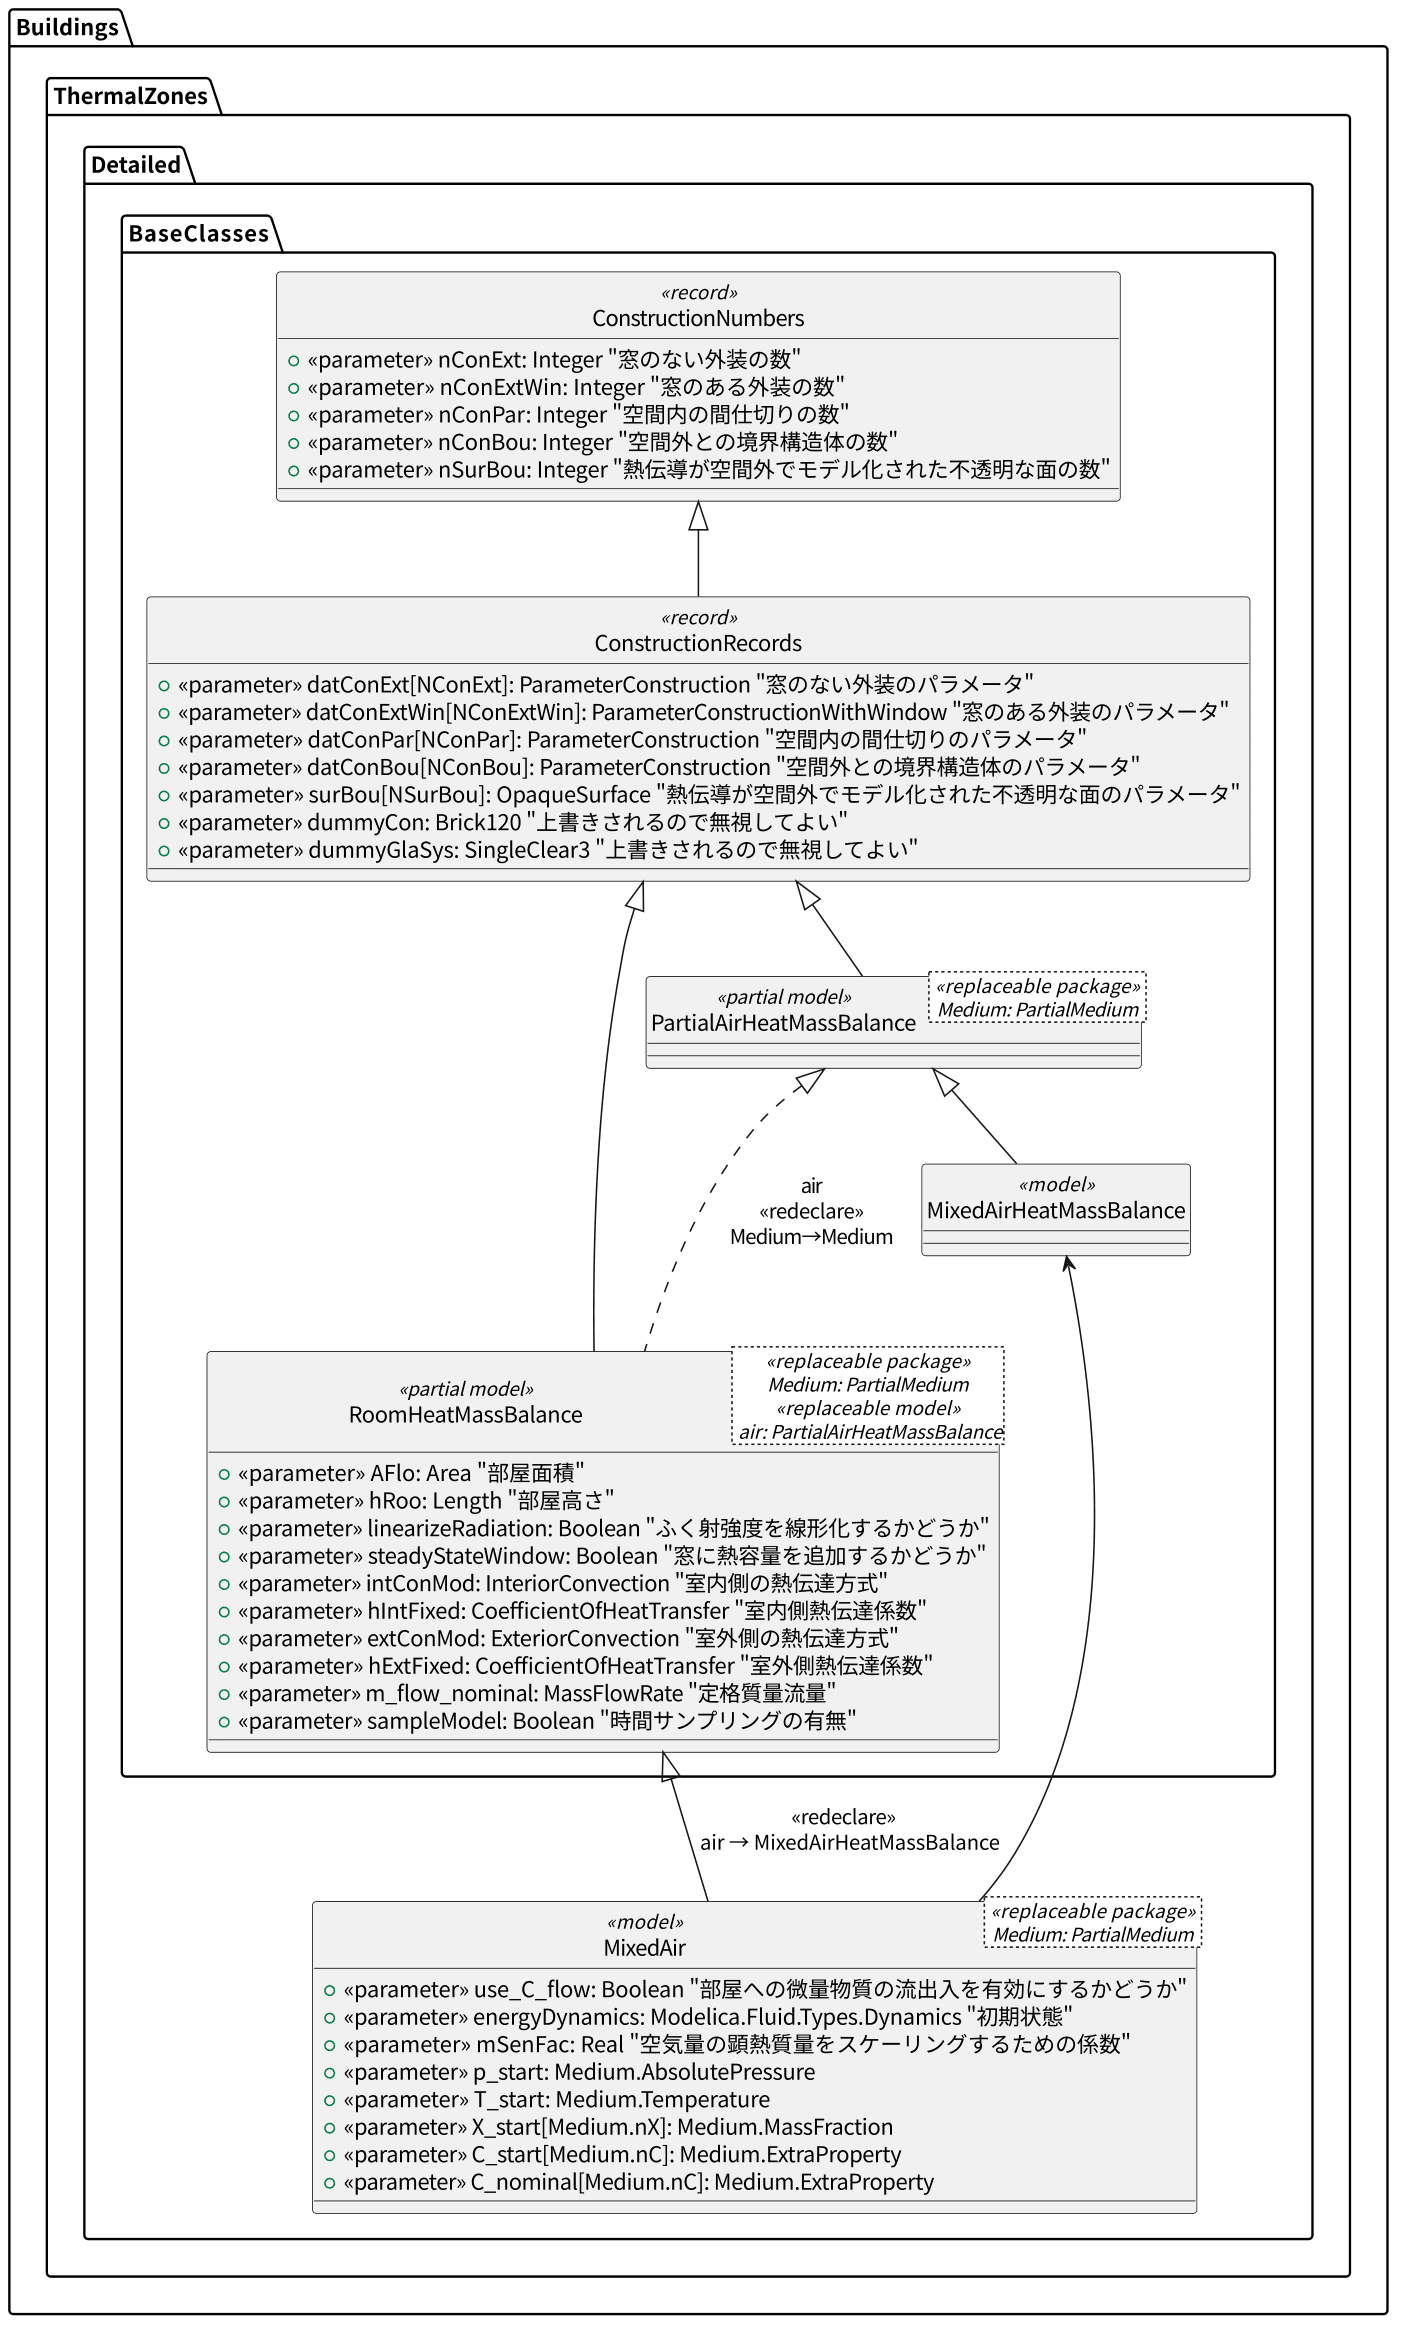 Buildings
ThermalZones
Detailed
BaseClasses
«record»
ConstructionNumbers
«parameter» nConExt: Integer "窓のない外装の数"
«parameter» nConExtWin: Integer "窓のある外装の数"
«parameter» nConPar: Integer "空間内の間仕切りの数"
«parameter» nConBou: Integer "空間外との境界構造体の数"
«parameter» nSurBou: Integer "熱伝導が空間外でモデル化された不透明な面の数"
«record»
ConstructionRecords
«parameter» datConExt[NConExt]: ParameterConstruction "窓のない外装のパラメータ"
«parameter» datConExtWin[NConExtWin]: ParameterConstructionWithWindow "窓のある外装のパラメータ"
«parameter» datConPar[NConPar]: ParameterConstruction "空間内の間仕切りのパラメータ"
«parameter» datConBou[NConBou]: ParameterConstruction "空間外との境界構造体のパラメータ"
«parameter» surBou[NSurBou]: OpaqueSurface "熱伝導が空間外でモデル化された不透明な面のパラメータ"
«parameter» dummyCon: Brick120 "上書きされるので無視してよい"
«parameter» dummyGlaSys: SingleClear3 "上書きされるので無視してよい"
«partial model»
PartialAirHeatMassBalance
«replaceable package»
Medium: PartialMedium
air
«redeclare»
Medium→Medium
«model»
MixedAirHeatMassBalance
«partial model»
RoomHeatMassBalance
«replaceable package»
Medium: PartialMedium
«replaceable model»
air: PartialAirHeatMassBalance
«parameter» AFlo: Area "部屋面積"
«parameter» hRoo: Length "部屋高さ"
«parameter» linearizeRadiation: Boolean "ふく射強度を線形化するかどうか"
«parameter» steadyStateWindow: Boolean "窓に熱容量を追加するかどうか"
«parameter» intConMod: InteriorConvection "室内側の熱伝達方式"
«parameter» hIntFixed: CoefficientOfHeatTransfer "室内側熱伝達係数"
«parameter» extConMod: ExteriorConvection "室外側の熱伝達方式"
«parameter» hExtFixed: CoefficientOfHeatTransfer "室外側熱伝達係数"
«parameter» m_flow_nominal: MassFlowRate "定格質量流量"
«parameter» sampleModel: Boolean "時間サンプリングの有無"
«redeclare»
air → MixedAirHeatMassBalance
«model»
MixedAir
«replaceable package»
Medium: PartialMedium
«parameter» use_C_flow: Boolean "部屋への微量物質の流出入を有効にするかどうか"
«parameter» energyDynamics: Modelica.Fluid.Types.Dynamics "初期状態"
«parameter» mSenFac: Real "空気量の顕熱質量をスケーリングするための係数"
«parameter» p_start: Medium.AbsolutePressure
«parameter» T_start: Medium.Temperature
«parameter» X_start[Medium.nX]: Medium.MassFraction
«parameter» C_start[Medium.nC]: Medium.ExtraProperty
«parameter» C_nominal[Medium.nC]: Medium.ExtraProperty